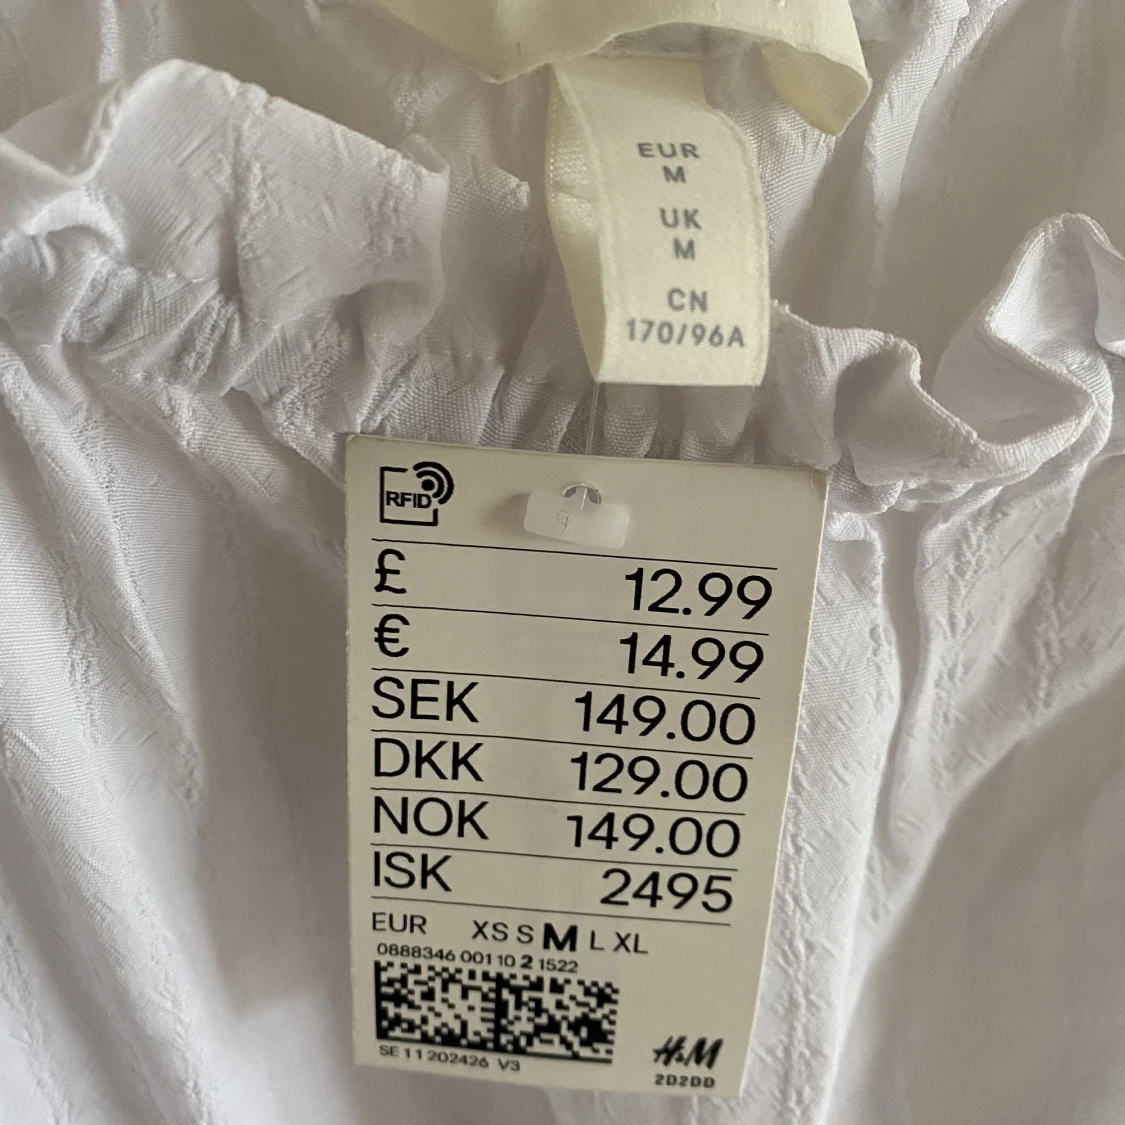 EUR
M
UK
M
CN
170/96A
RFID
£ 12.99
€ 14.99
SEK 149.00
DKK 129.00
NOK 149.00
ISK 2495
EUR XS S M L XL
0888346 001 10 2 1522
SE 11 202426 V3
H&M
2D2DD